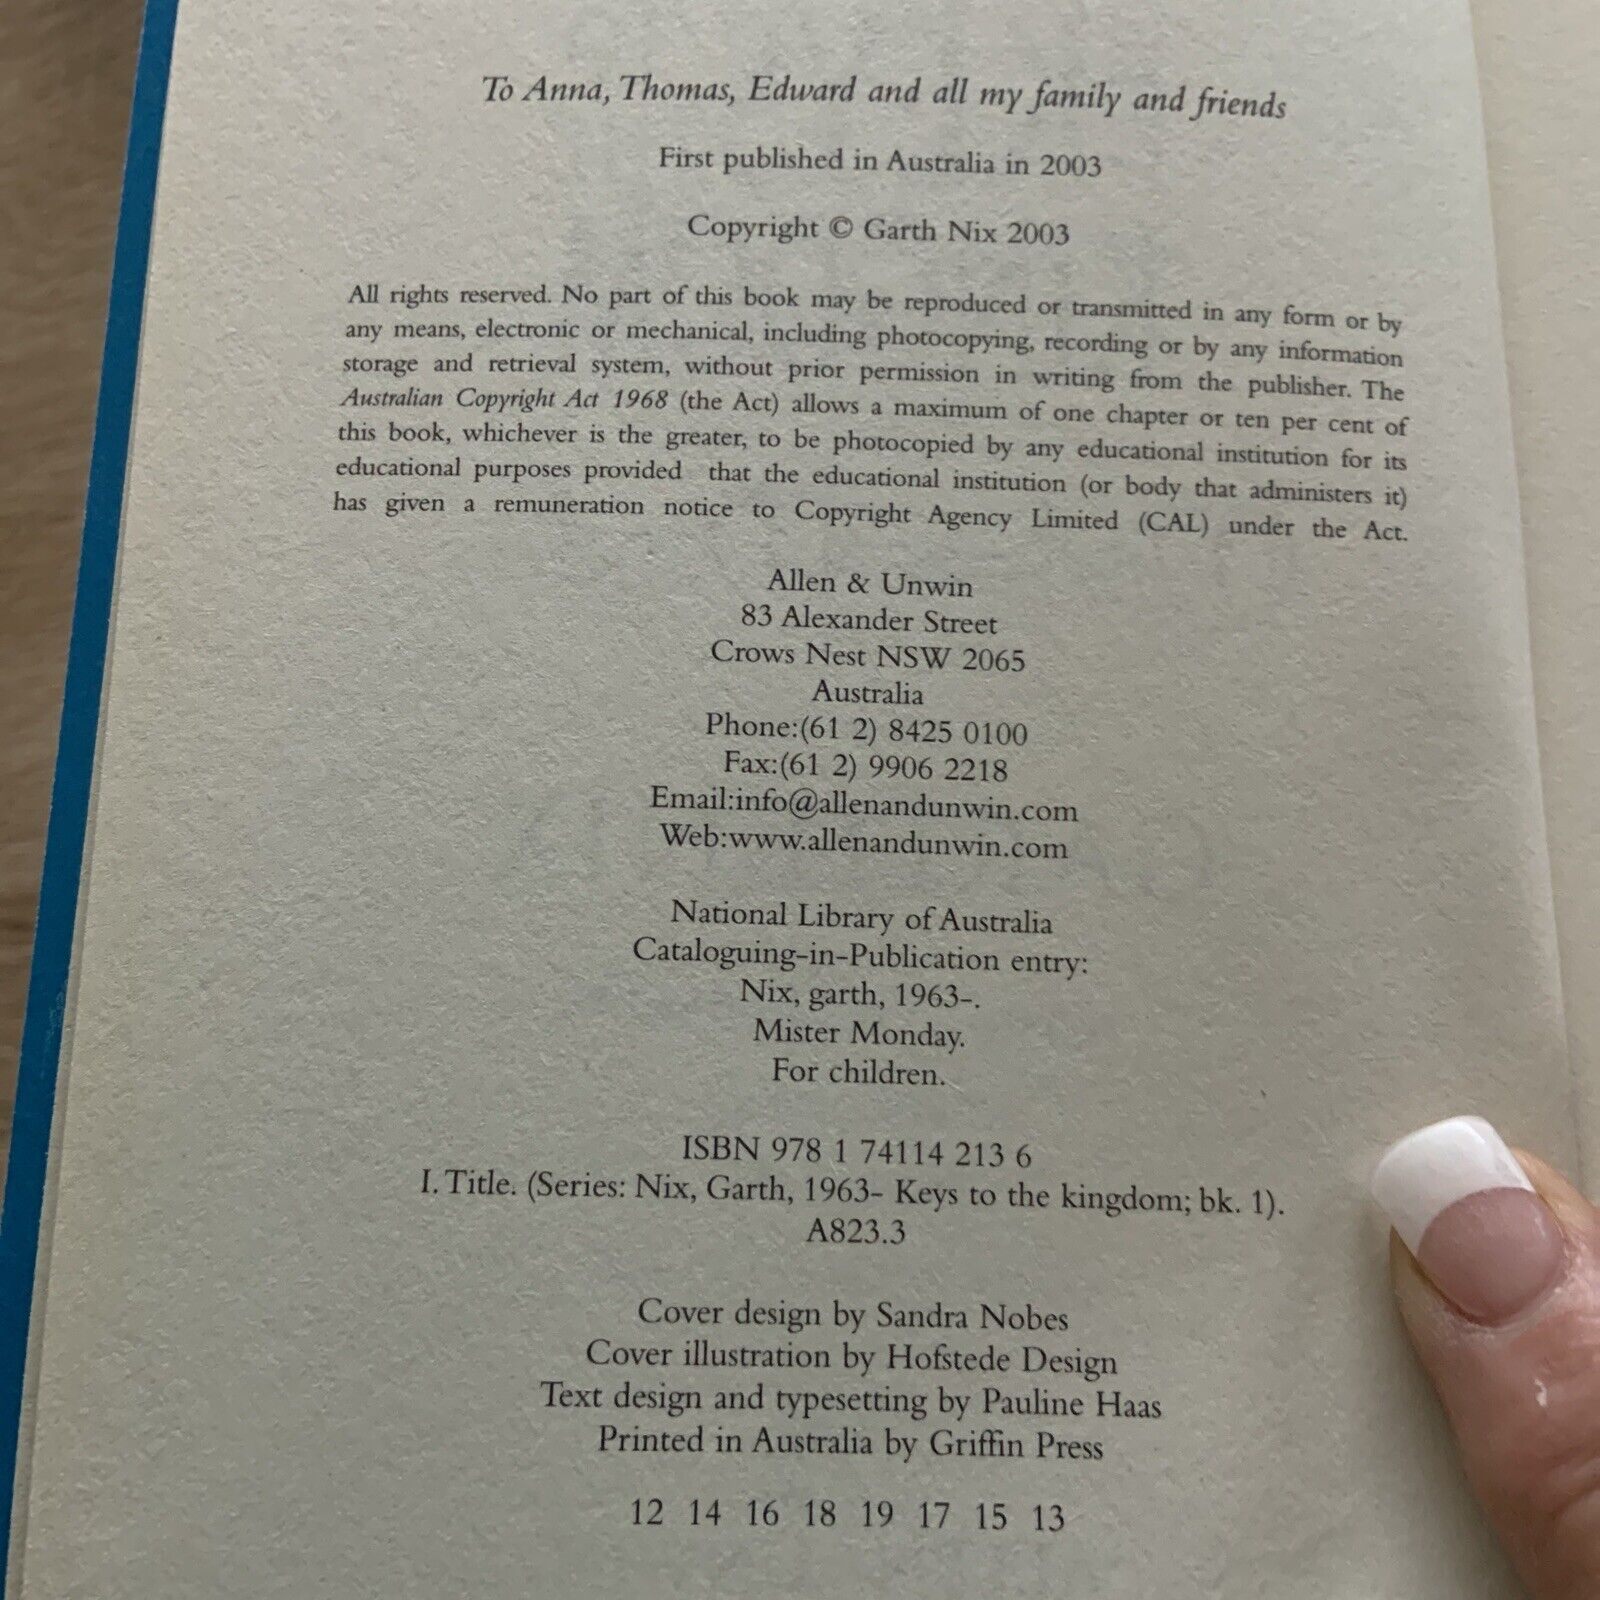 To Anna, Thomas, Edward and all my family and friends
First published in Australia in 2003
Copyright © Garth Nix 2003
All rights reserved. No part of this book may be reproduced or transmitted in any form or by
any means, electronic or mechanical, including photocopying, recording or by any information
storage and retrieval system, without prior permission in writing from the publisher. The
Australian Copyright Act 1968 (the Act) allows a maximum of one chapter or ten per cent of
this book, whichever is the greater, to be photocopied by any educational institution for its
educational purposes provided that the educational institution (or body that administers it)
has given a remuneration notice to Copyright Agency Limited (CAL) under the Act.
Allen & Unwin
83 Alexander Street
Crows Nest NSW 2065
Australia
Phone:(61 2) 8425 0100
Fax:(61 2) 9906 2218
Email:info@allenandunwin.com
Web:www.allenandunwin.com
National Library of Australia
Cataloguing-in-Publication entry:
Nix, garth, 1963-.
Mister Monday.
For children.
ISBN 978 1 74114 213 6
I. Title. (Series: Nix, Garth, 1963- Keys to the kingdom; bk. 1).
A823.3
Cover design by Sandra Nobes
Cover illustration by Hofstede Design
Text design and typesetting by Pauline Haas
Printed in Australia by Griffin Press
12 14 16 18 19 17 15 13